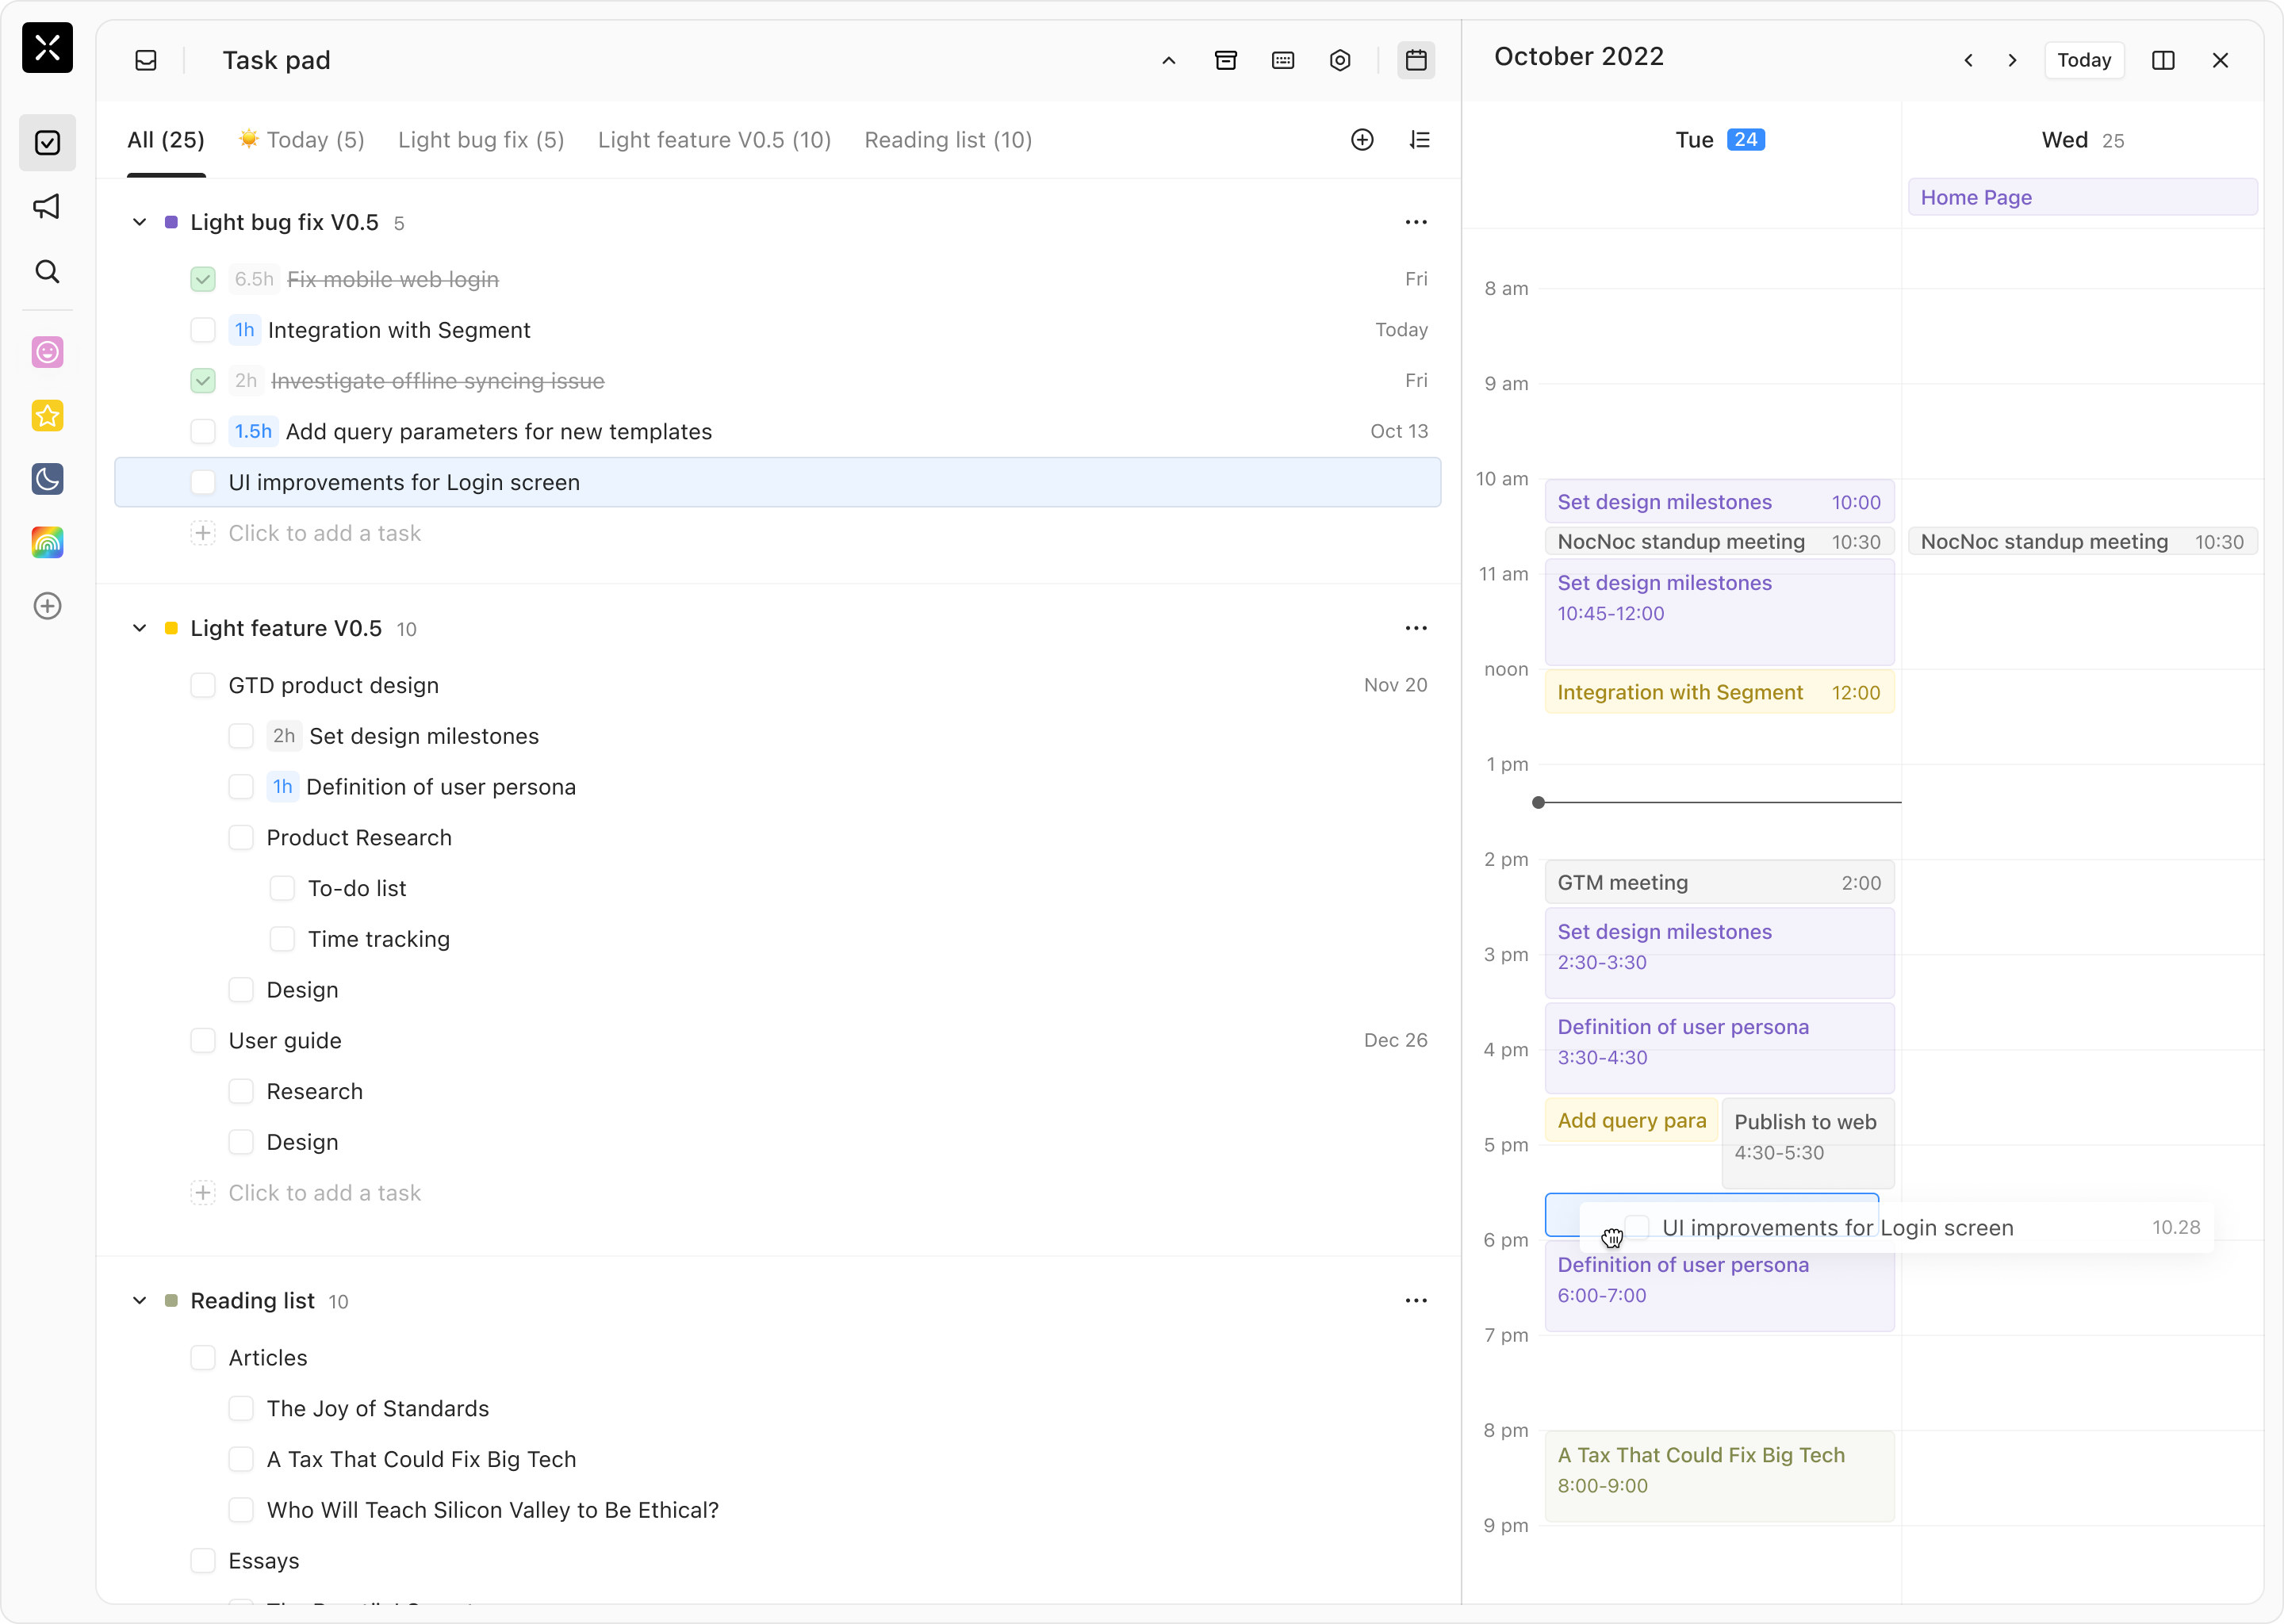 Task pad
All (25)
Today (5)
Light bug fix (5)
Light feature V0.5 (10)
Reading list (10)
Light bug fix V0.5 5
6.5h Fix mobile web login Fri
1h Integration with Segment Today
2h Investigate offline syncing issue Fri
1.5h Add query parameters for new templates Oct 13
UI improvements for Login screen
Click to add a task
Light feature V0.5 10
GTD product design Nov 20
2h Set design milestones
1h Definition of user persona
Product Research
To-do list
Time tracking
Design
User guide Dec 26
Research
Design
Click to add a task
Reading list 10
Articles
The Joy of Standards
A Tax That Could Fix Big Tech
Who Will Teach Silicon Valley to Be Ethical?
Essays
October 2022
Today
Tue 24
Wed 25
Home Page
8 am
9 am
10 am
Set design milestones 10:00
NocNoc standup meeting 10:30
NocNoc standup meeting 10:30
11 am
Set design milestones
10:45-12:00
noon
Integration with Segment 12:00
1 pm
2 pm
GTM meeting 2:00
Set design milestones
3 pm
2:30-3:30
Definition of user persona
4 pm
3:30-4:30
Add query para
Publish to web
5 pm
4:30-5:30
UI improvements for Login screen 10.28
6 pm
Definition of user persona
6:00-7:00
7 pm
8 pm
A Tax That Could Fix Big Tech
8:00-9:00
9 pm